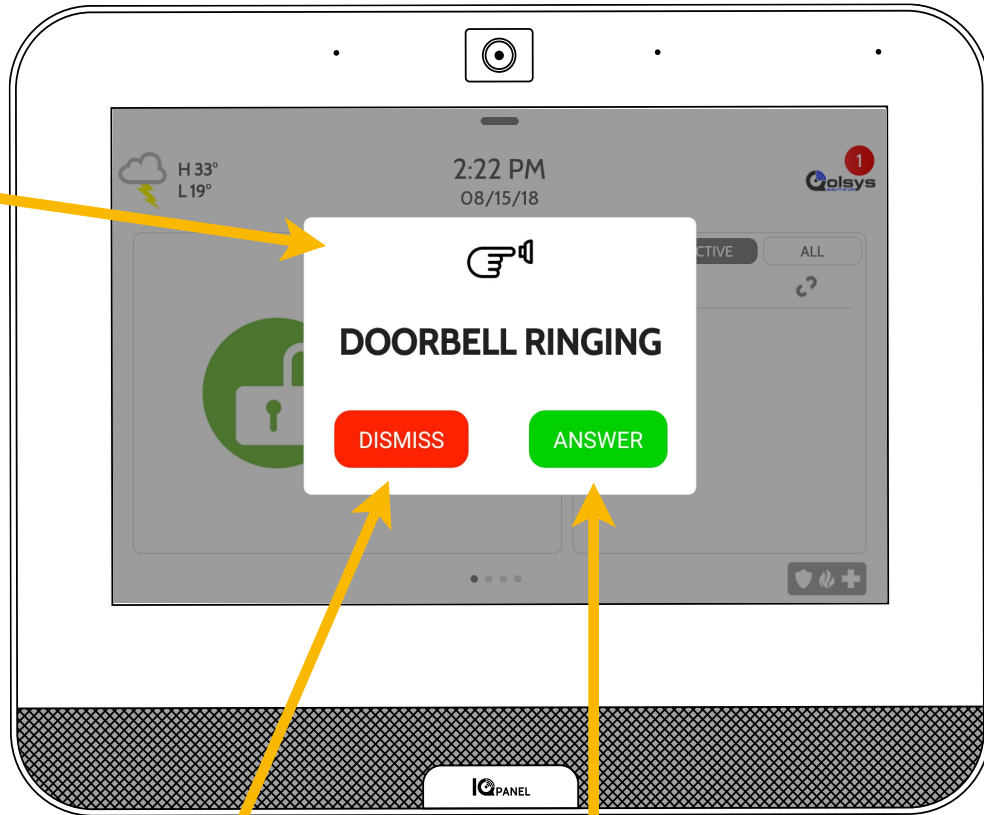 H 33°
L 19°
2:22 PM
08/15/18
1
Qolsys
CTIVE
ALL
DOORBELL RINGING
DISMISS
ANSWER
IQ PANEL